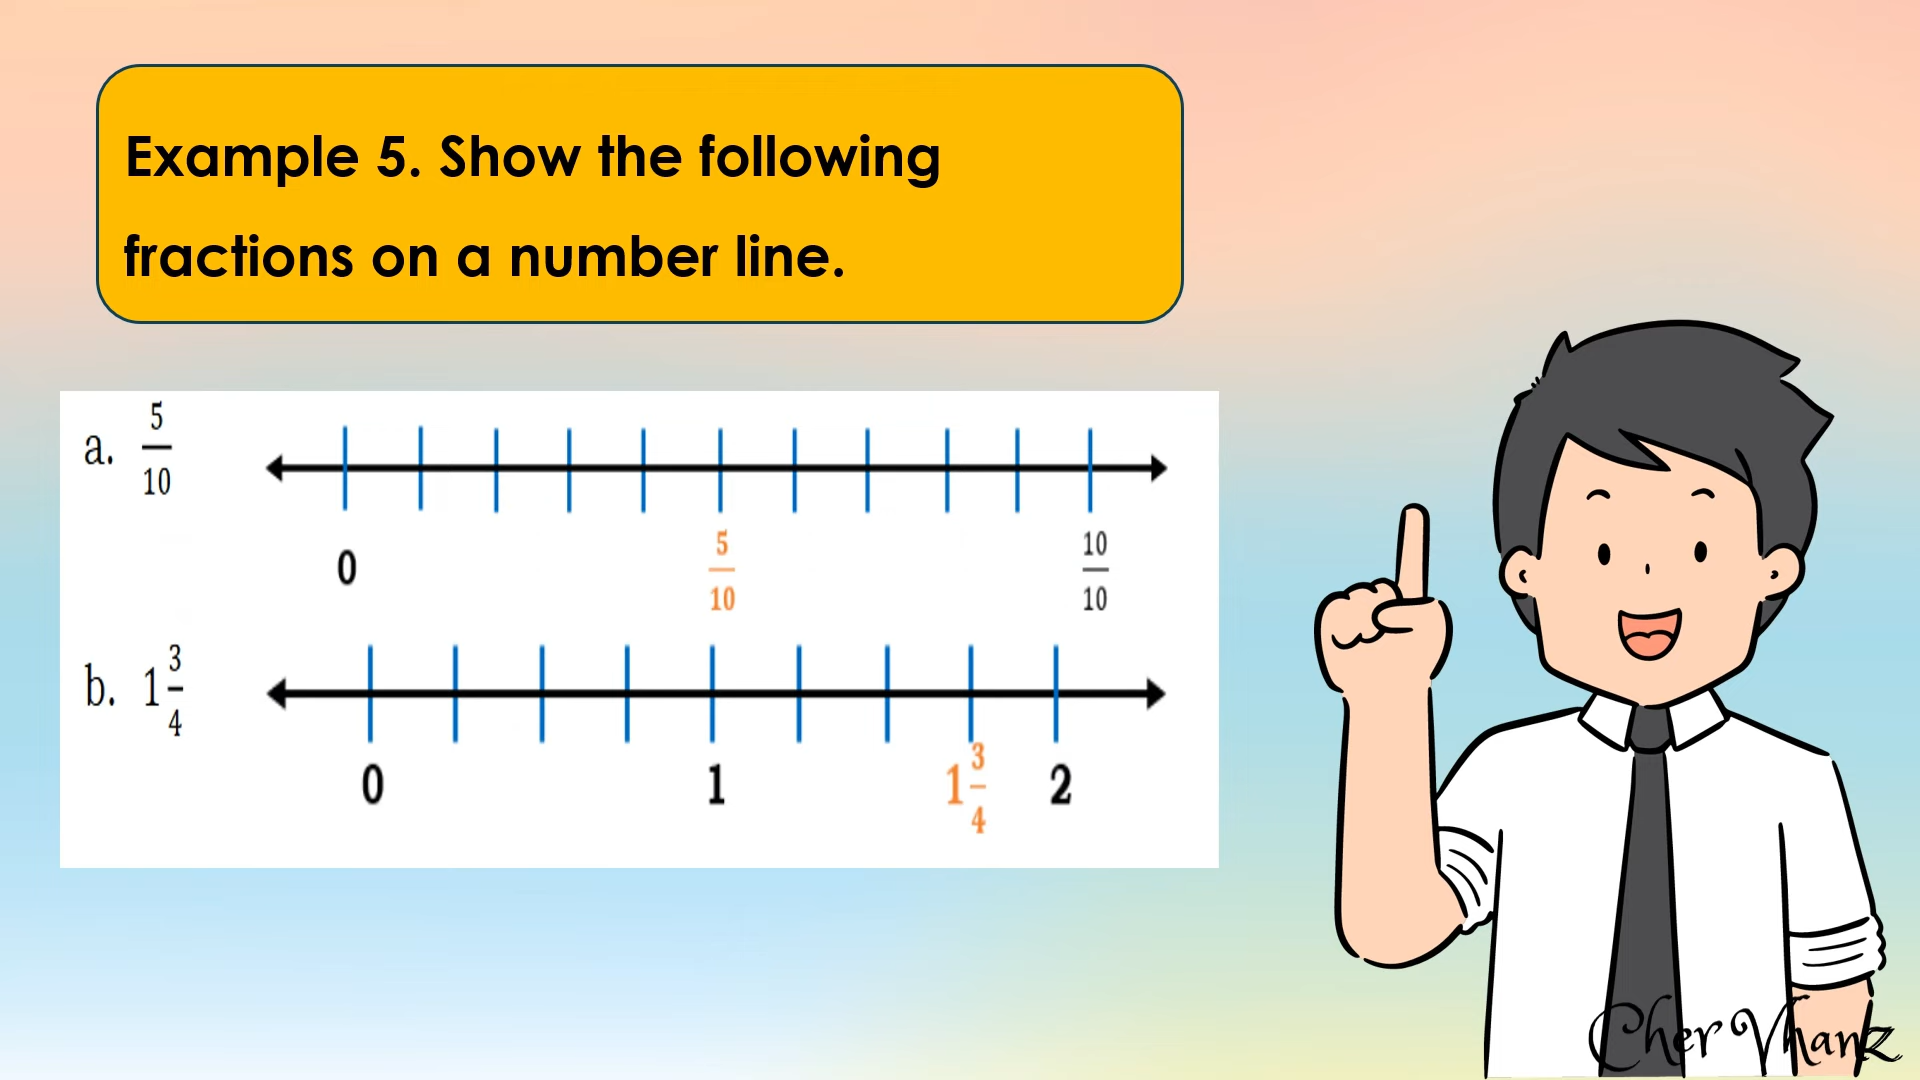 Example 5. Show the following
fractions on a number line.
a. 5/10
0 5/10 10/10
b. 1 3/4
0 1 1 3/4 2
Cher Vhanz